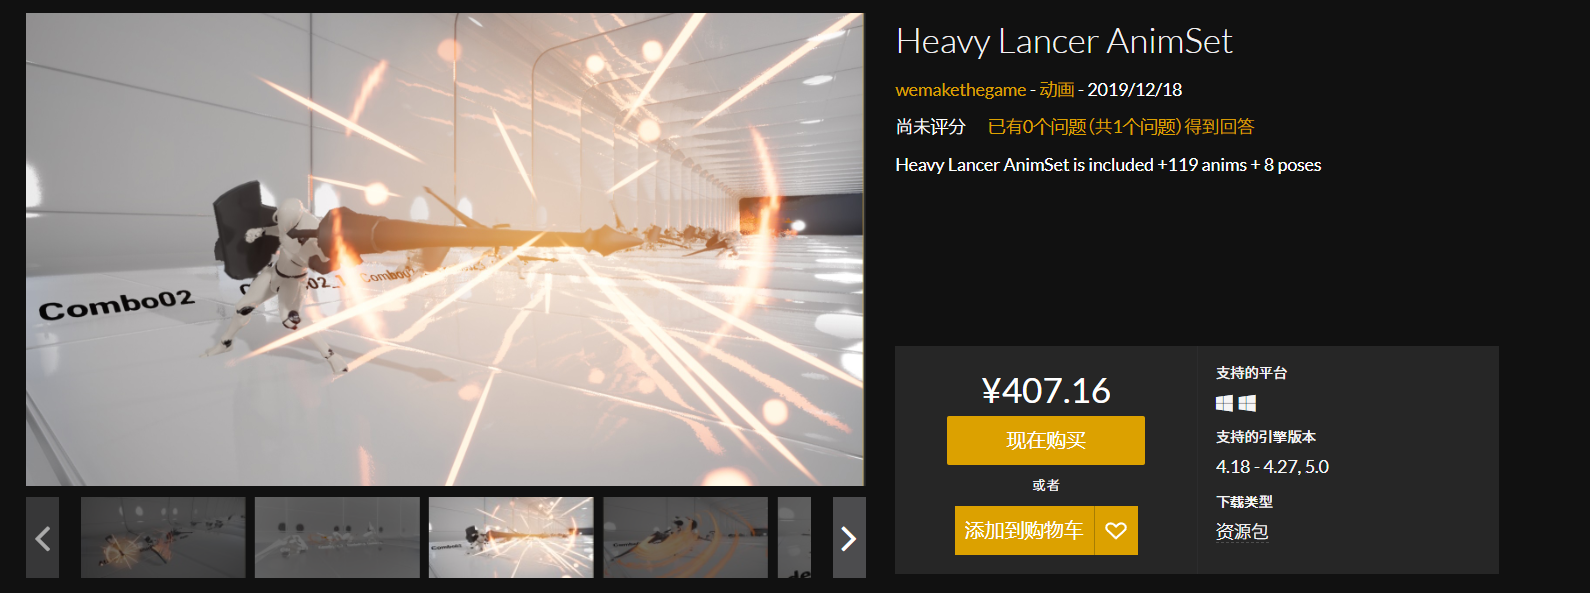 Heavy Lancer AnimSet
wemakethegame - 动画 - 2019/12/18
尚未评分 已有0个问题(共1个问题)得到回答
Heavy Lancer AnimSet is included +119 anims + 8 poses
Combo02
¥407.16
现在购买
或者
添加到购物车
支持的平台
支持的引擎版本
4.18 - 4.27, 5.0
下载类型
资源包